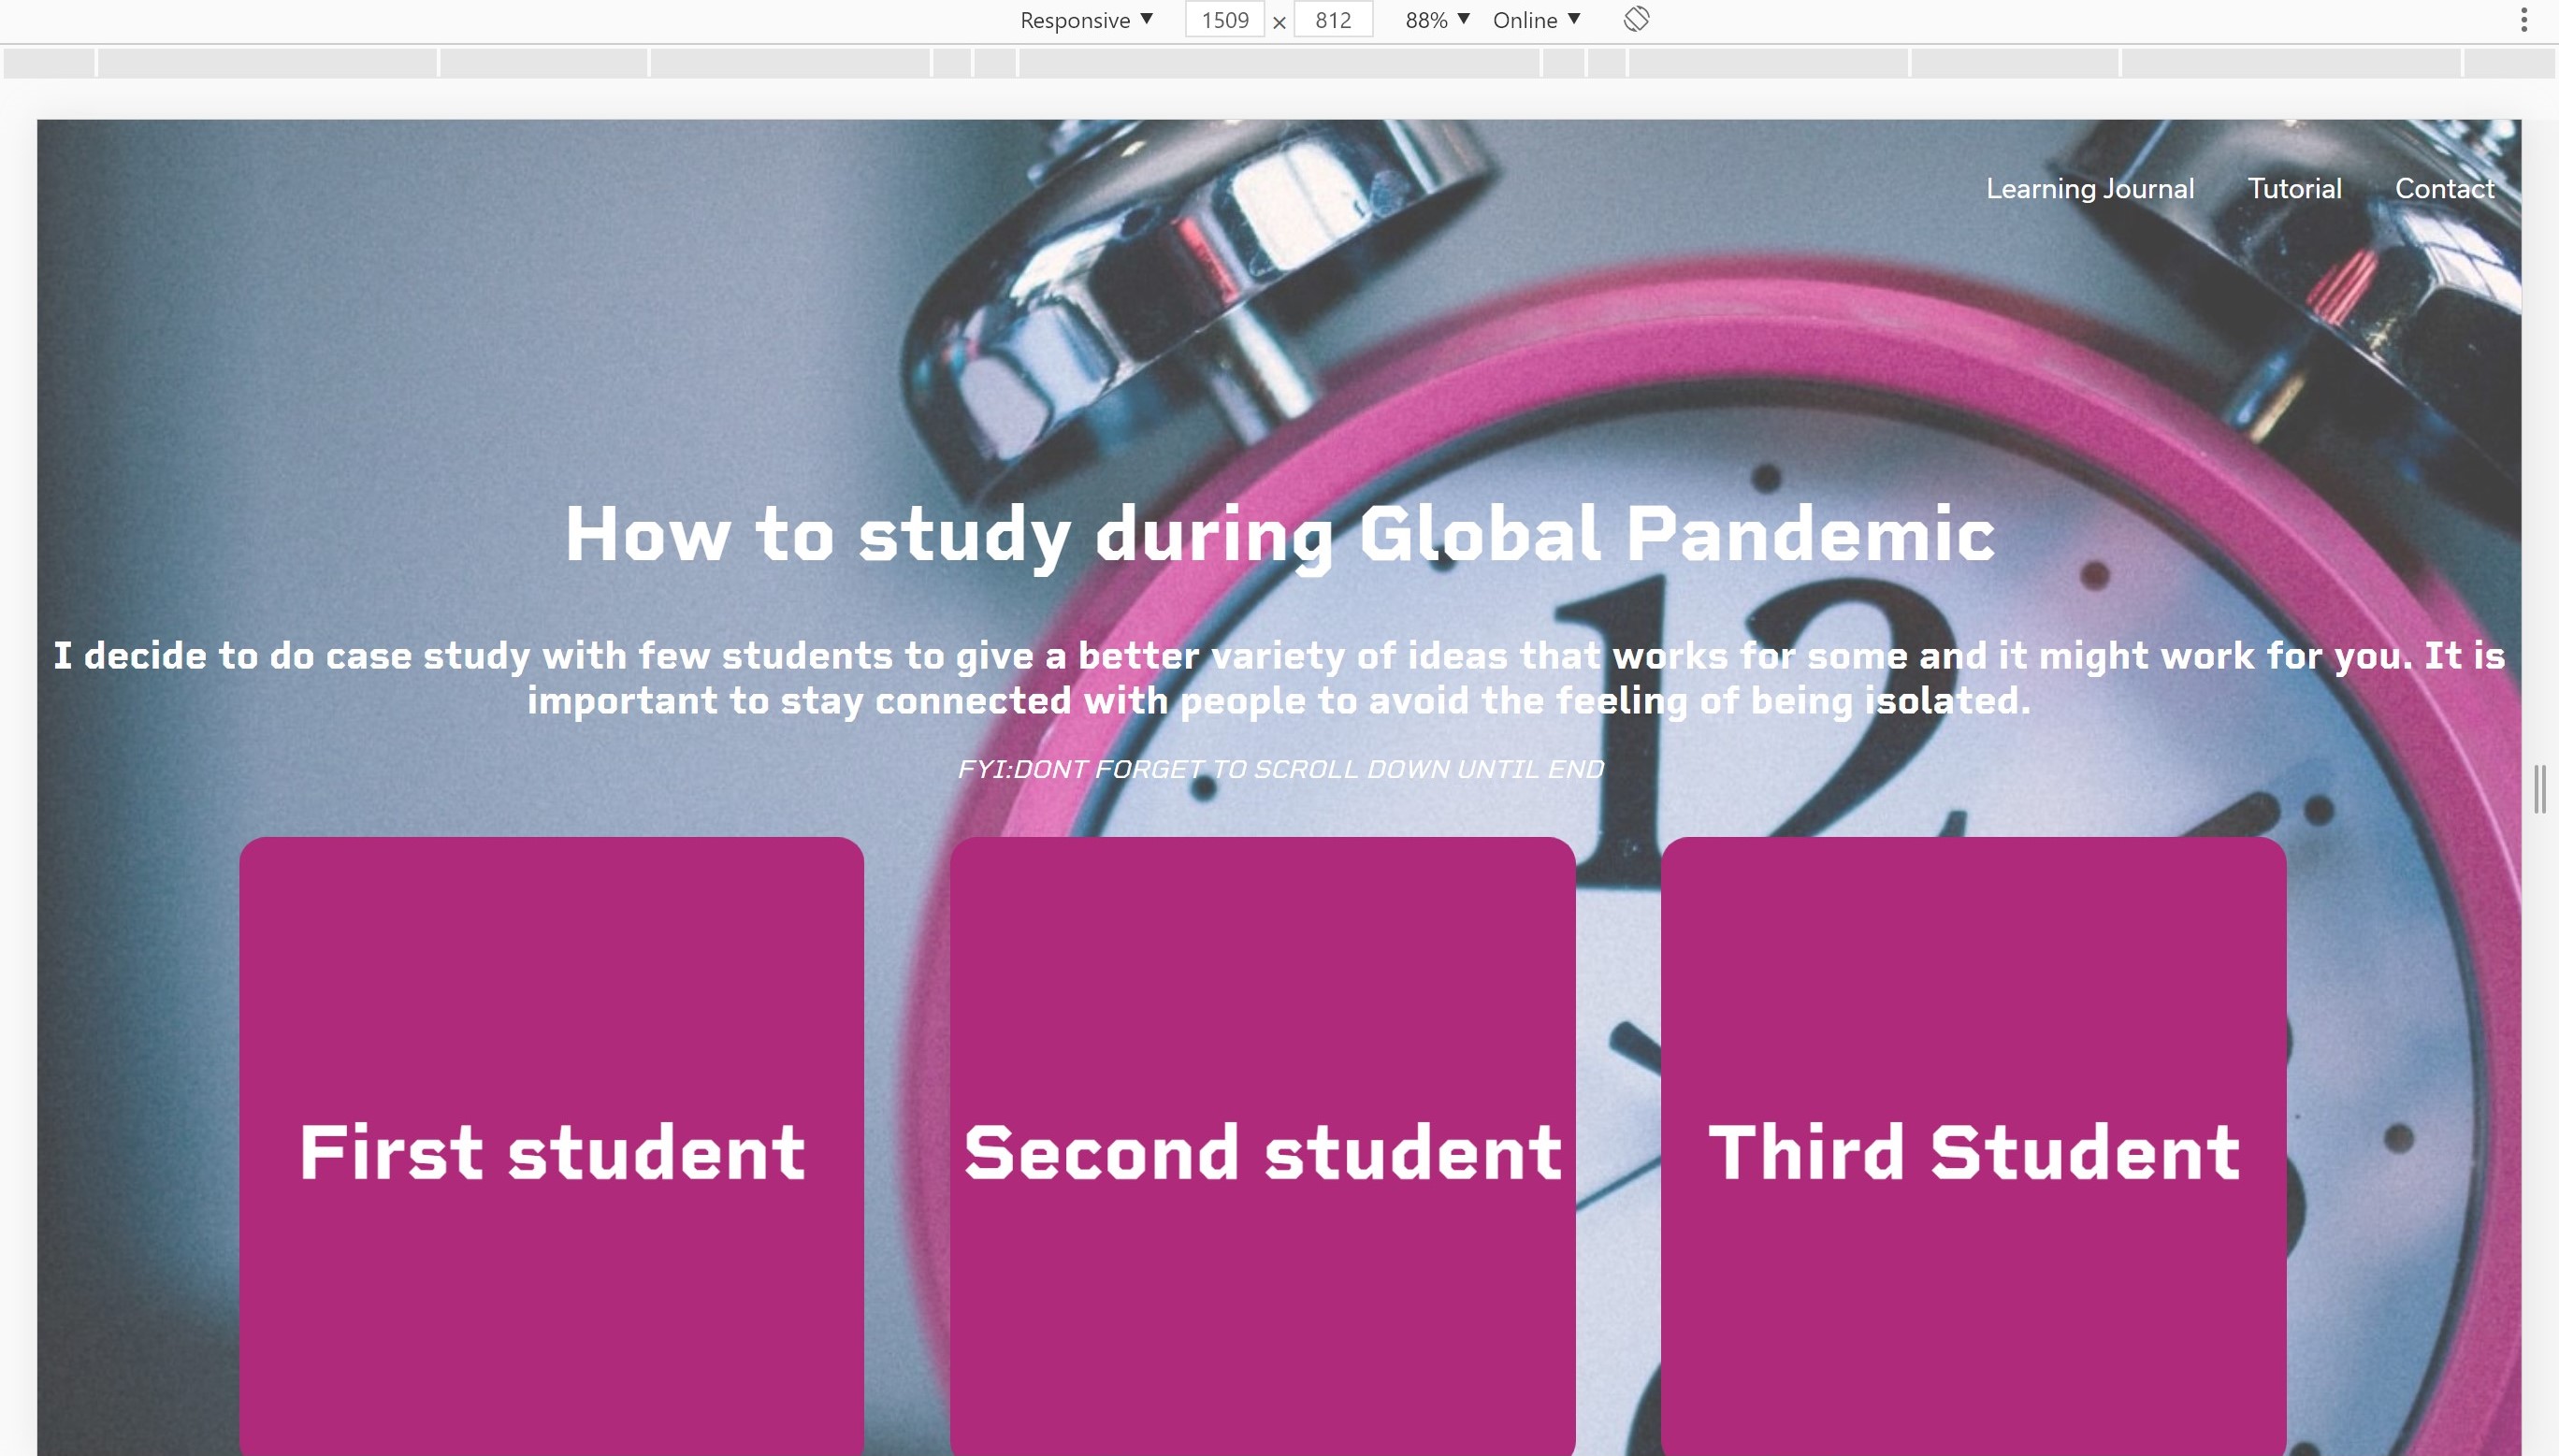 Responsive ▼ 1509 × 812 88% ▼ Online ▼
Learning Journal Tutorial Contact
How to study during Global Pandemic
I decide to do case study with few students to give a better variety of ideas that works for some and it might work for you. It is
important to stay connected with people to avoid the feeling of being isolated.
FYI:DONT FORGET TO SCROLL DOWN UNTIL END
12
First student Second student Third Student